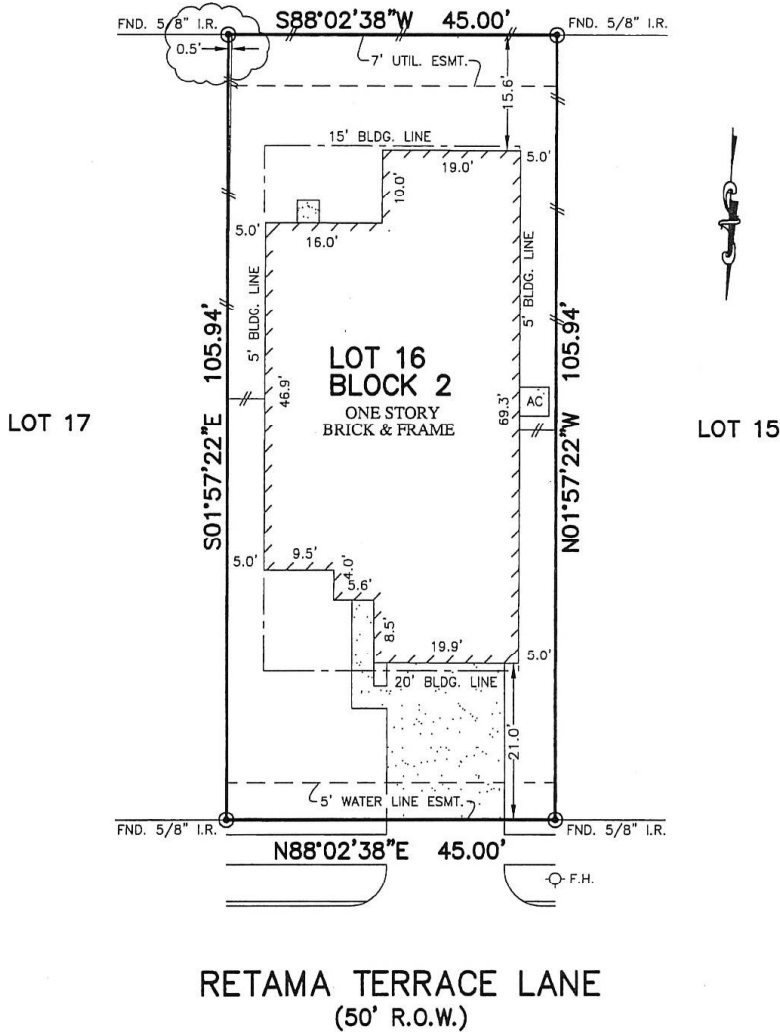 S88°02'38"W 45.00'
FND. 5/8" I.R.
FND. 5/8" I.R.
0.5'
7' UTIL. ESMT.
15.6'
15' BLDG. LINE
19.0'
5.0'
10.0'
5.0'
16.0'
5' BLDG. LINE
5' BLDG. LINE
S01°57'22"E 105.94'
N01°57'22"W 105.94'
LOT 16
BLOCK 2
ONE STORY
BRICK & FRAME
46.9'
69.3'
AC
LOT 17
LOT 15
5.0'
9.5'
4.0'
5.6'
8.5'
19.9'
5.0'
20' BLDG. LINE
21.0'
5' WATER LINE ESMT.
FND. 5/8" I.R.
FND. 5/8" I.R.
N88°02'38"E 45.00'
F.H.
RETAMA TERRACE LANE
(50' R.O.W.)